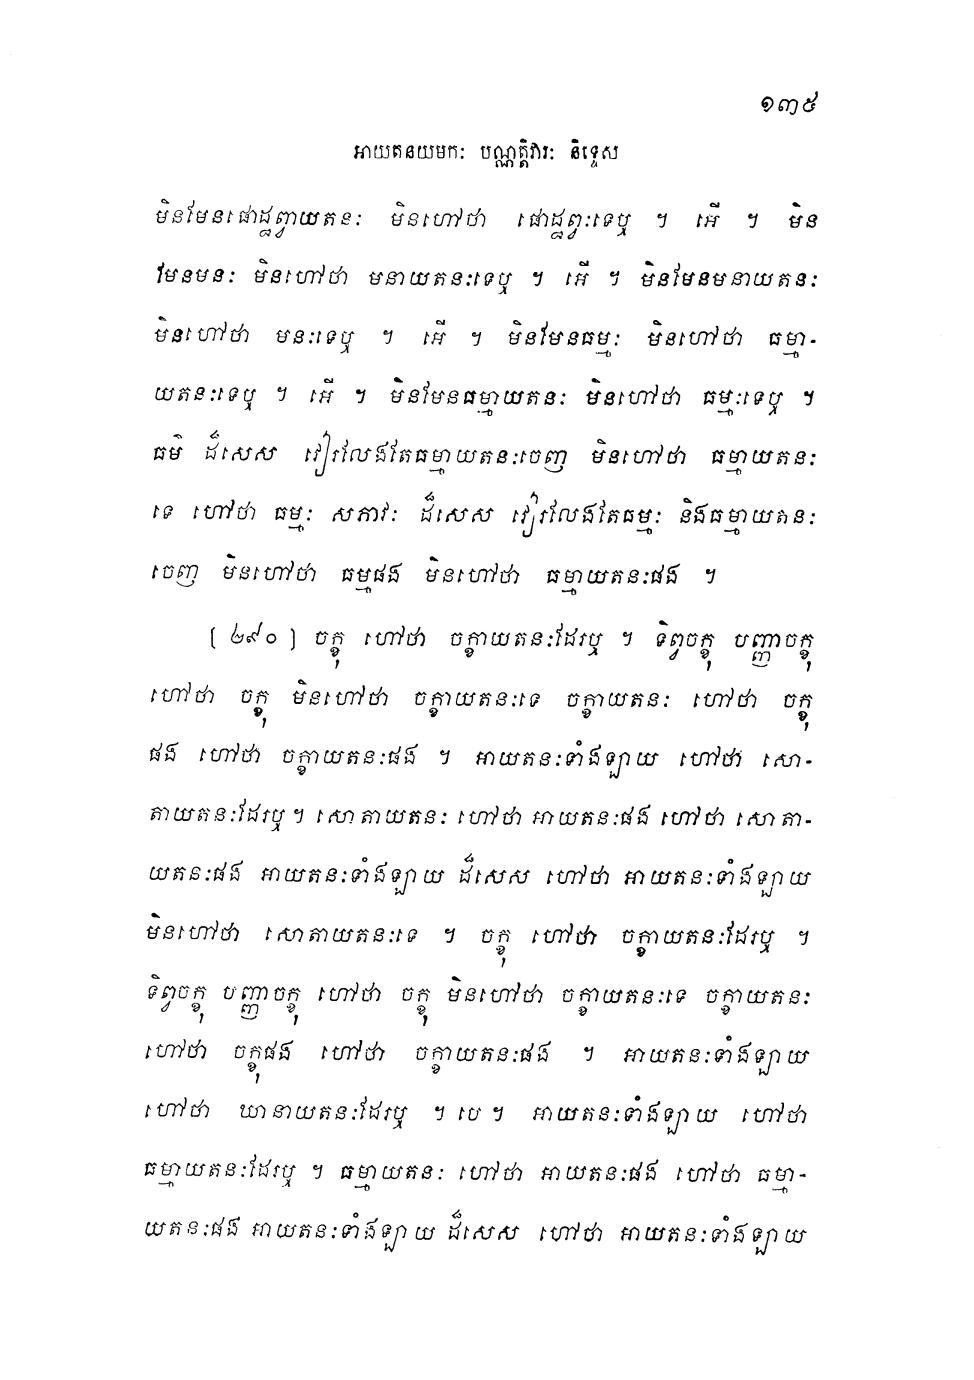 ១៣៥
អាយតនយមកៈ បណ្ណត្តិវារៈ និទ្ទេស
មិនមែនផោដ្ឋព្វាយតនៈ មិនហៅថា ផោដ្ឋព្វៈទេឬ ។ អើ ។ មិន
មែនមនៈ មិនហៅថា មនាយតនៈទេឬ ។ អើ ។ មិនមែនមនាយតនៈ
មិនហៅថា មនៈទេឬ ។ អើ ។ មិនមែនធម្មៈ មិនហៅថា ធម្មា-
យតនៈទេឬ ។ អើ ។ មិនមែនធម្មាយតនៈ មិនហៅថា ធម្មៈទេឬ ។
ធម៌ ដ៏សេស វៀរលែងតែធម្មាយតនៈចេញ មិនហៅថា ធម្មាយតនៈ
ទេ ហៅថា ធម្មៈ សភាវៈ ដ៏សេស វៀរលែងតែធម្មៈ និងធម្មាយតនៈ
ចេញ មិនហៅថា ធម្មផង មិនហៅថា ធម្មាយតនៈផង ។
[ ២៩០ ] ចក្ខុ ហៅថា ចក្ខាយតនៈដែរឬ ។ ទិព្វចក្ខុ បញ្ញាចក្ខុ
ហៅថា ចក្ខុ មិនហៅថា ចក្ខាយតនៈទេ ចក្ខាយតនៈ ហៅថា ចក្ខុ
ផង ហៅថា ចក្ខាយតនៈផង ។ អាយតនៈទាំងឡាយ ហៅថា សោ-
តាយតនៈដែរឬ ។ សោតាយតនៈ ហៅថា អាយតនៈផង ហៅថា សោតា-
យតនៈផង អាយតនៈទាំងឡាយ ដ៏សេស ហៅថា អាយតនៈទាំងឡាយ
មិនហៅថា សោតាយតនៈទេ ។ ចក្ខុ ហៅថា ចក្ខាយតនៈដែរឬ ។
ទិព្វចក្ខុ បញ្ញាចក្ខុ ហៅថា ចក្ខុ មិនហៅថា ចក្ខាយតនៈទេ ចក្ខាយតនៈ
ហៅថា ចក្ខុផង ហៅថា ចក្ខាយតនៈផង ។ អាយតនៈទាំងឡាយ
ហៅថា ឃានាយតនៈដែរឬ ។ បេ ។ អាយតនៈទាំងឡាយ ហៅថា
ធម្មាយតនៈដែរឬ ។ ធម្មាយតនៈ ហៅថា អាយតនៈផង ហៅថា ធម្មា-
យតនៈផង អាយតនៈទាំងឡាយ ដ៏សេស ហៅថា អាយតនៈទាំងឡាយ